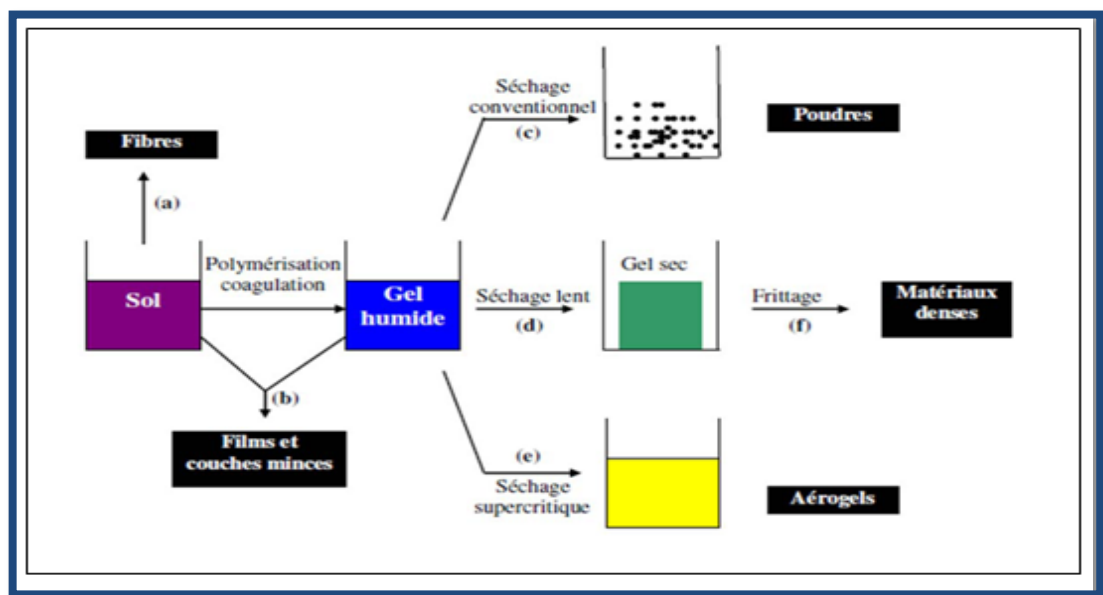 Séchage
conventionnel
(c)
Poudres
Fibres
(a)
Polymérisation
coagulation
Sol
Gel
humide
Séchage lent
(d)
Gel sec
Frittage
(f)
Matériaux
denses
(b)
Films et
couches minces
(e)
Séchage
supercritique
Aérogels